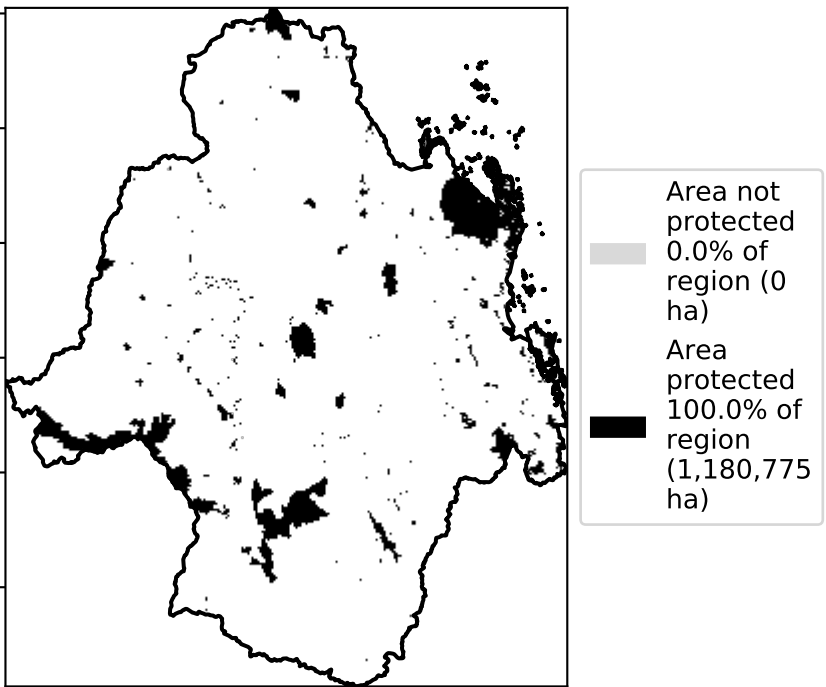 Area not
protected
0.0% of
region (0
ha)
Area
protected
100.0% of
region
(1,180,775
ha)